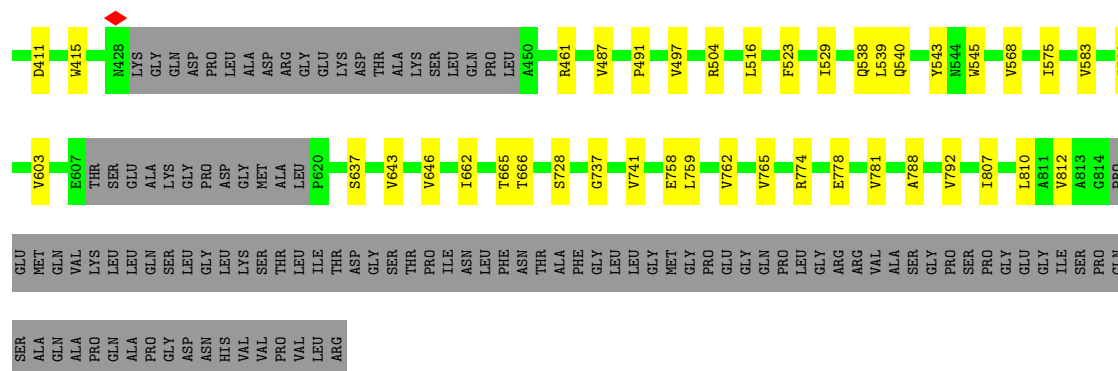 D411 W415 N428 LYS GLY GLN ASP PRO LEU ALA ASP ARG GLY GLU LYS ASP THR ALA LYS SER LEU GLN PRO LEU A450 R461 V487 P491 V497 R504 L516 F523 I529 Q538 L539 Q540 Y543 N544 W545 V568 I575 V583
V603 E607 THR SER GLU ALA LYS GLY PRO ASP GLY MET ALA LEU P620 S637 V643 V646 I662 T665 T666 S728 G737 V741 E758 L759 V762 V765 R774 E778 V781 A788 V792 I807 L810 A811 V812 A813 G814 PRO
GLU MET GLN VAL LYS LEU LEU GLN SER LEU GLY LEU LYS SER THR LEU ILE THR ASP GLY SER THR PRO ILE ASN LEU PHE ASN THR ALA PHE GLY LEU LEU GLY MET GLY PRO GLU GLY GLN PRO LEU GLY ARG ARG VAL ALA SER GLY PRO SER PRO GLY GLU GLY ILE SER PRO GLN
SER ALA GLN ALA PRO GLN ALA PRO GLY ASP ASN HIS VAL VAL PRO VAL LEU ARG